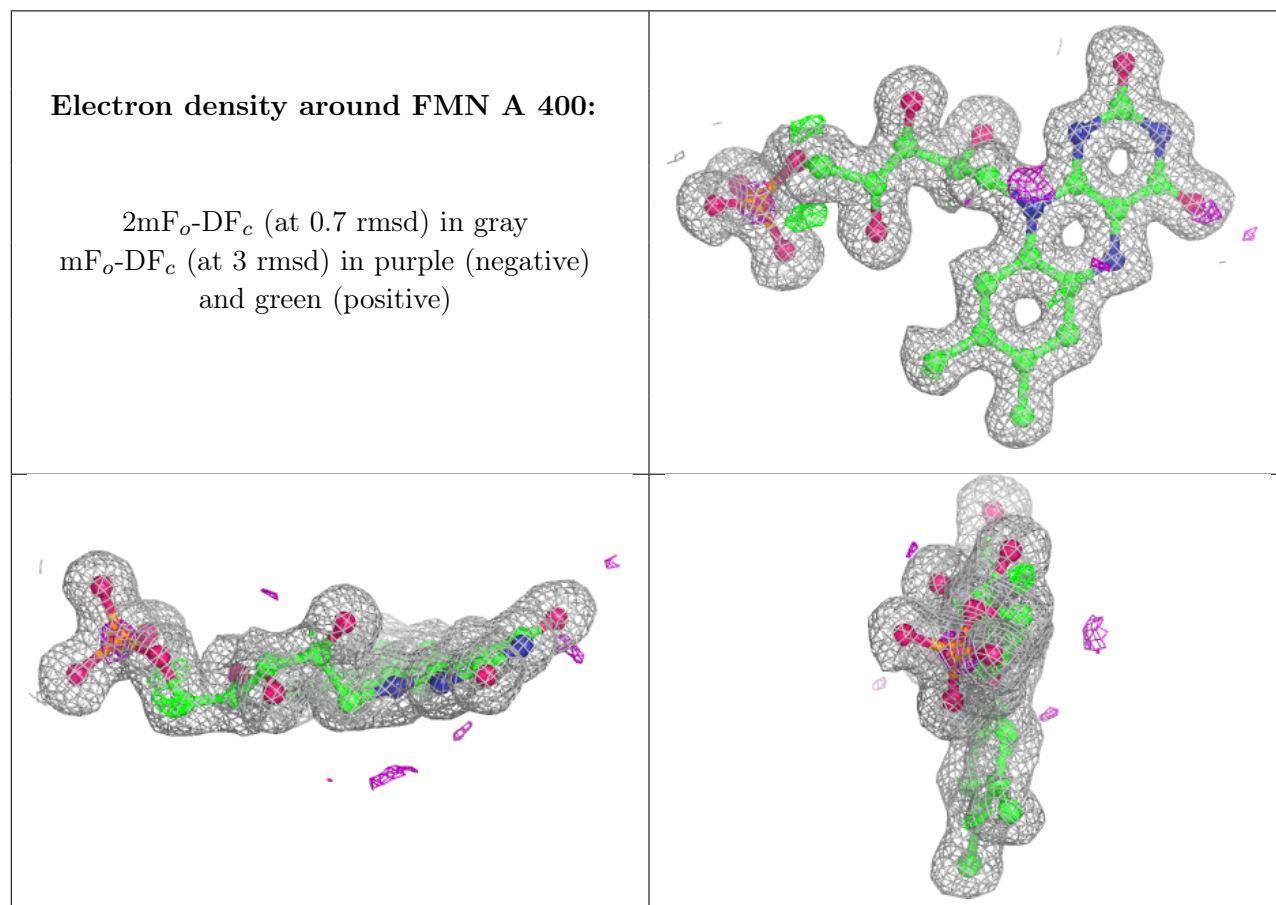 Electron density around FMN A 400:
2mFo-DFc (at 0.7 rmsd) in gray
mFo-DFc (at 3 rmsd) in purple (negative)
and green (positive)